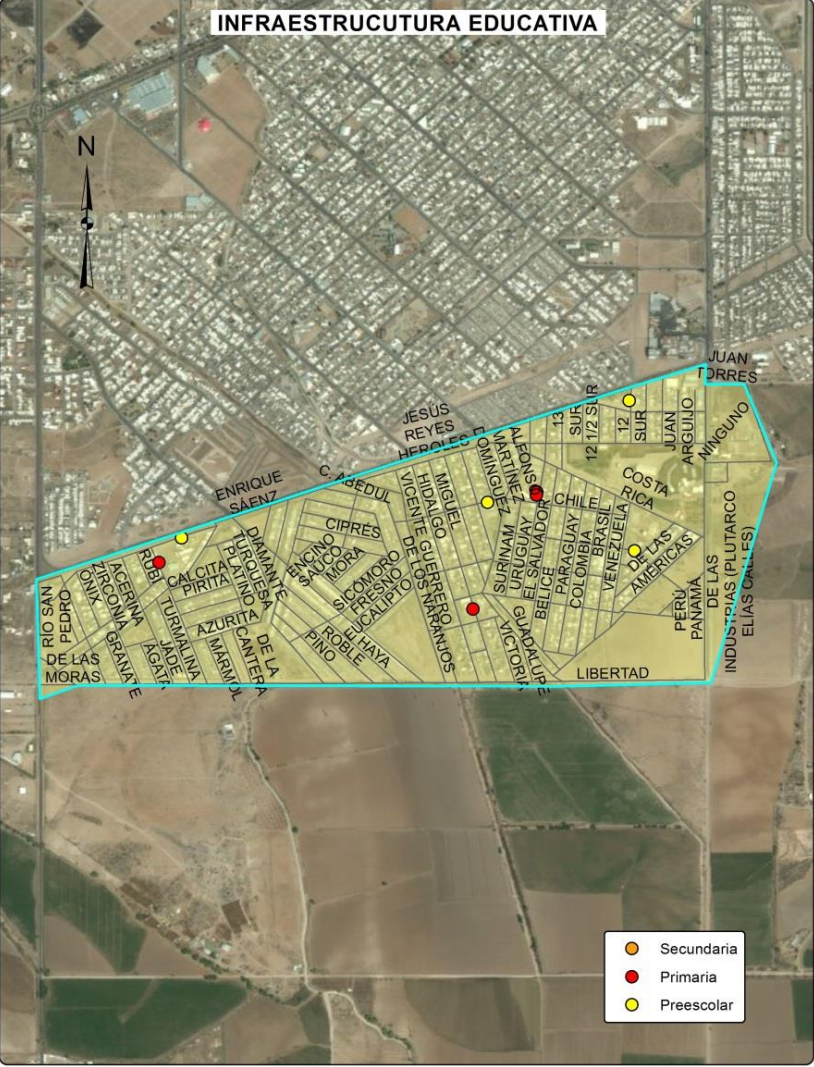 INFRAESTRUCUTURA EDUCATIVA
N
JUAN
TORRES
JESÚS
REYES
HEROLES
13
SUR
12 1/2 SUR
12
SUR
JUAN
ARGUIJO
NINGUNO
ENRIQUE
SÁENZ
C. ABEDUL
VICENTE GUERRERO
HIDALGO
MIGUEL
DOMÍNGUEZ
MARTÍNEZ
ALFONSO
CHILE
COSTA
RICA
CIPRÉS
ENCINO
SAUCO
MORA
SICOMORO
FRESNO
EUCALIPTO
DE LOS NARANJOS
SURINAM
URUGUAY
EL SALVADOR
BELICE
PARAGUAY
COLOMBIA
BRASIL
VENEZUELA
DE LAS
AMÉRICAS
PERÚ
PANAMÁ
DE LAS
INDUSTRIAS (PLUTARCO
ELÍAS CALLES)
RÍO SAN
PEDRO
ÓNIX
ZIRCONIA
ACERINA
RUBÍ
CALCITA
PIRITA
PLATINO
TURQUESA
DIAMANTE
AZURITA
TURMALINA
JADE
AGATA
GRANATE
MARMOL
DE LA
CANTERA
DE LAS
MORAS
PINO
ROBLE
EL HAYA
GUADALUPE
VICTORIA
LIBERTAD
Secundaria
Primaria
Preescolar